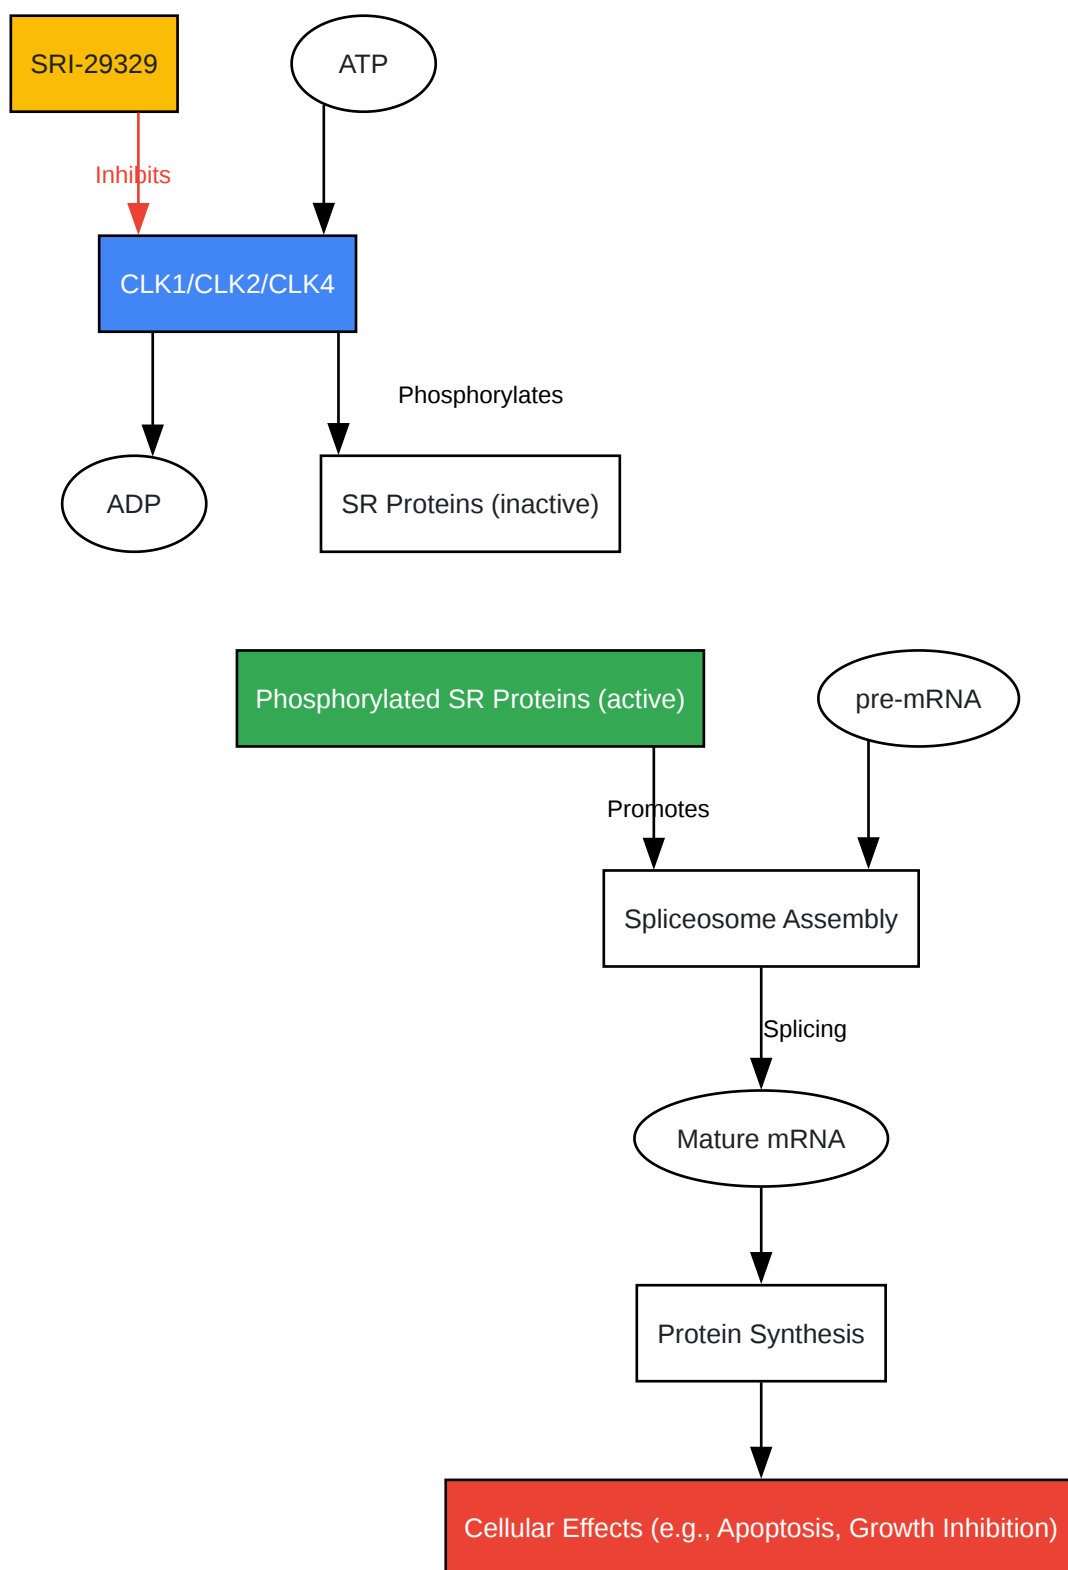 SRI-29329
ATP
Inhibits
CLK1/CLK2/CLK4
Phosphorylates
ADP
SR Proteins (inactive)
Phosphorylated SR Proteins (active)
pre-mRNA
Promotes
Spliceosome Assembly
Splicing
Mature mRNA
Protein Synthesis
Cellular Effects (e.g., Apoptosis, Growth Inhibition)